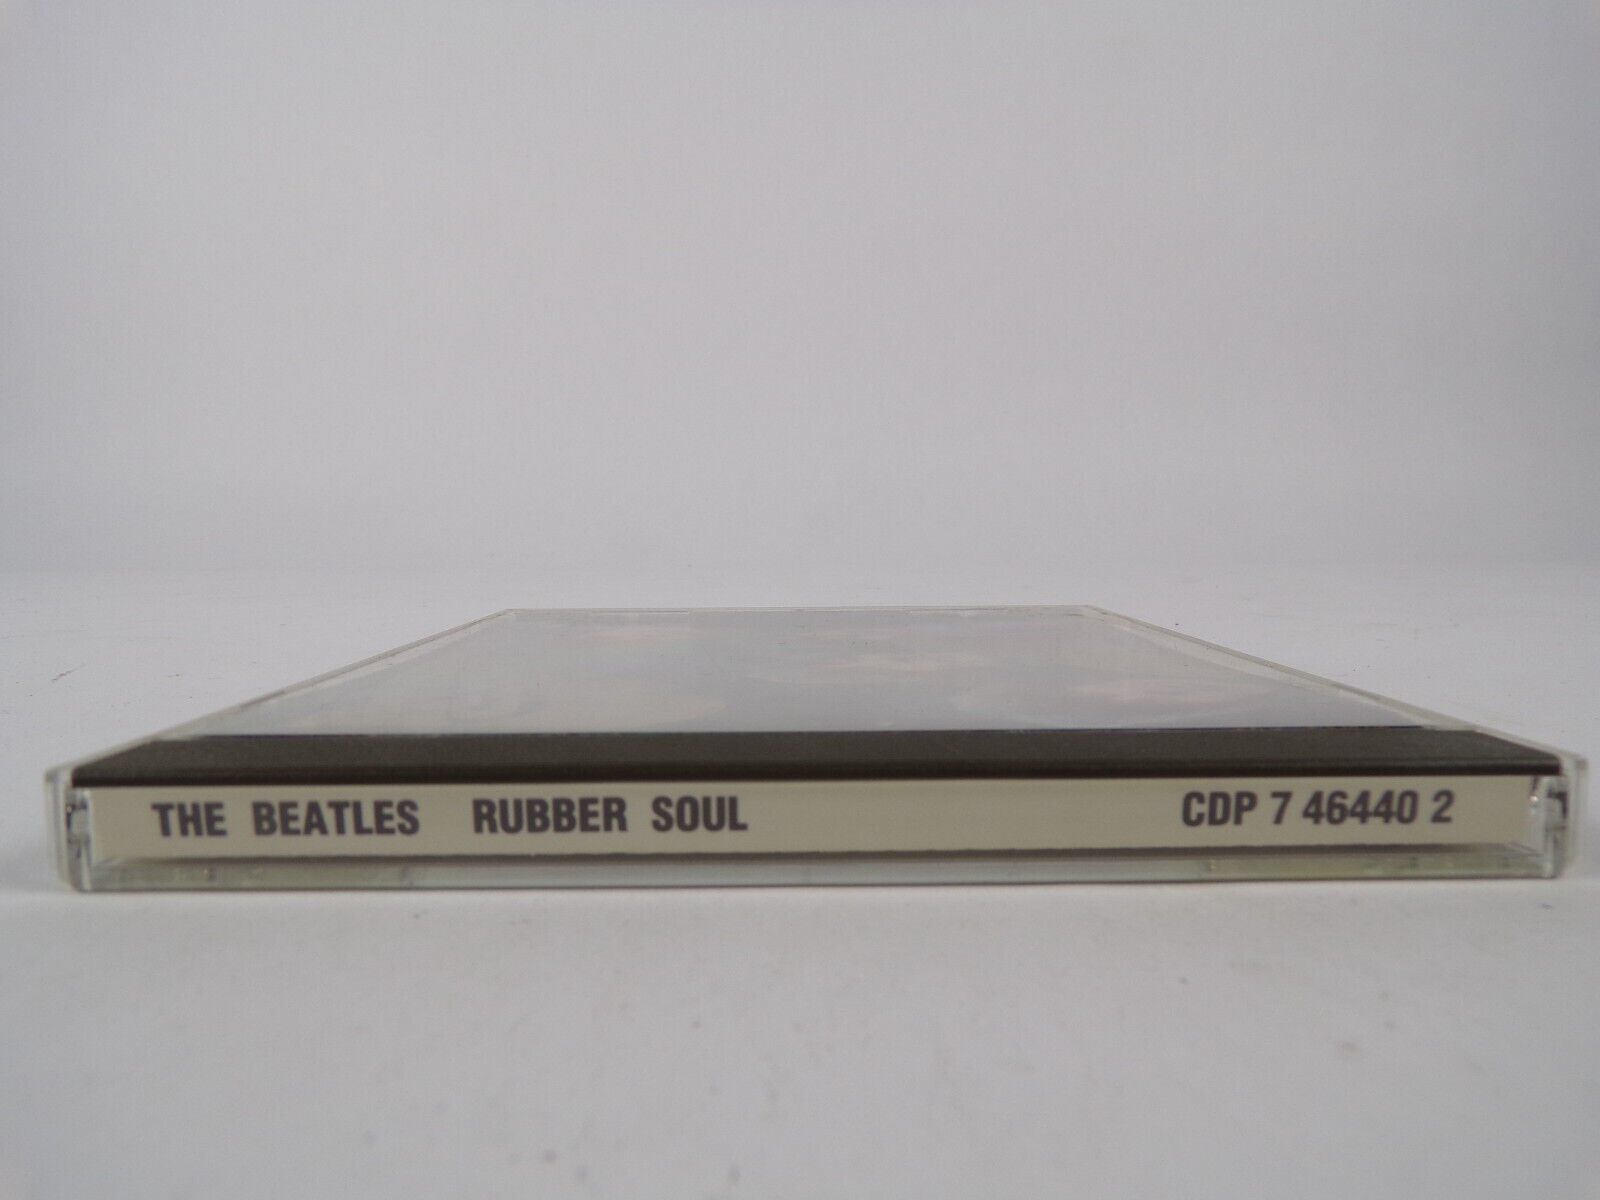 THE BEATLES RUBBER SOUL CDP 7 46440 2